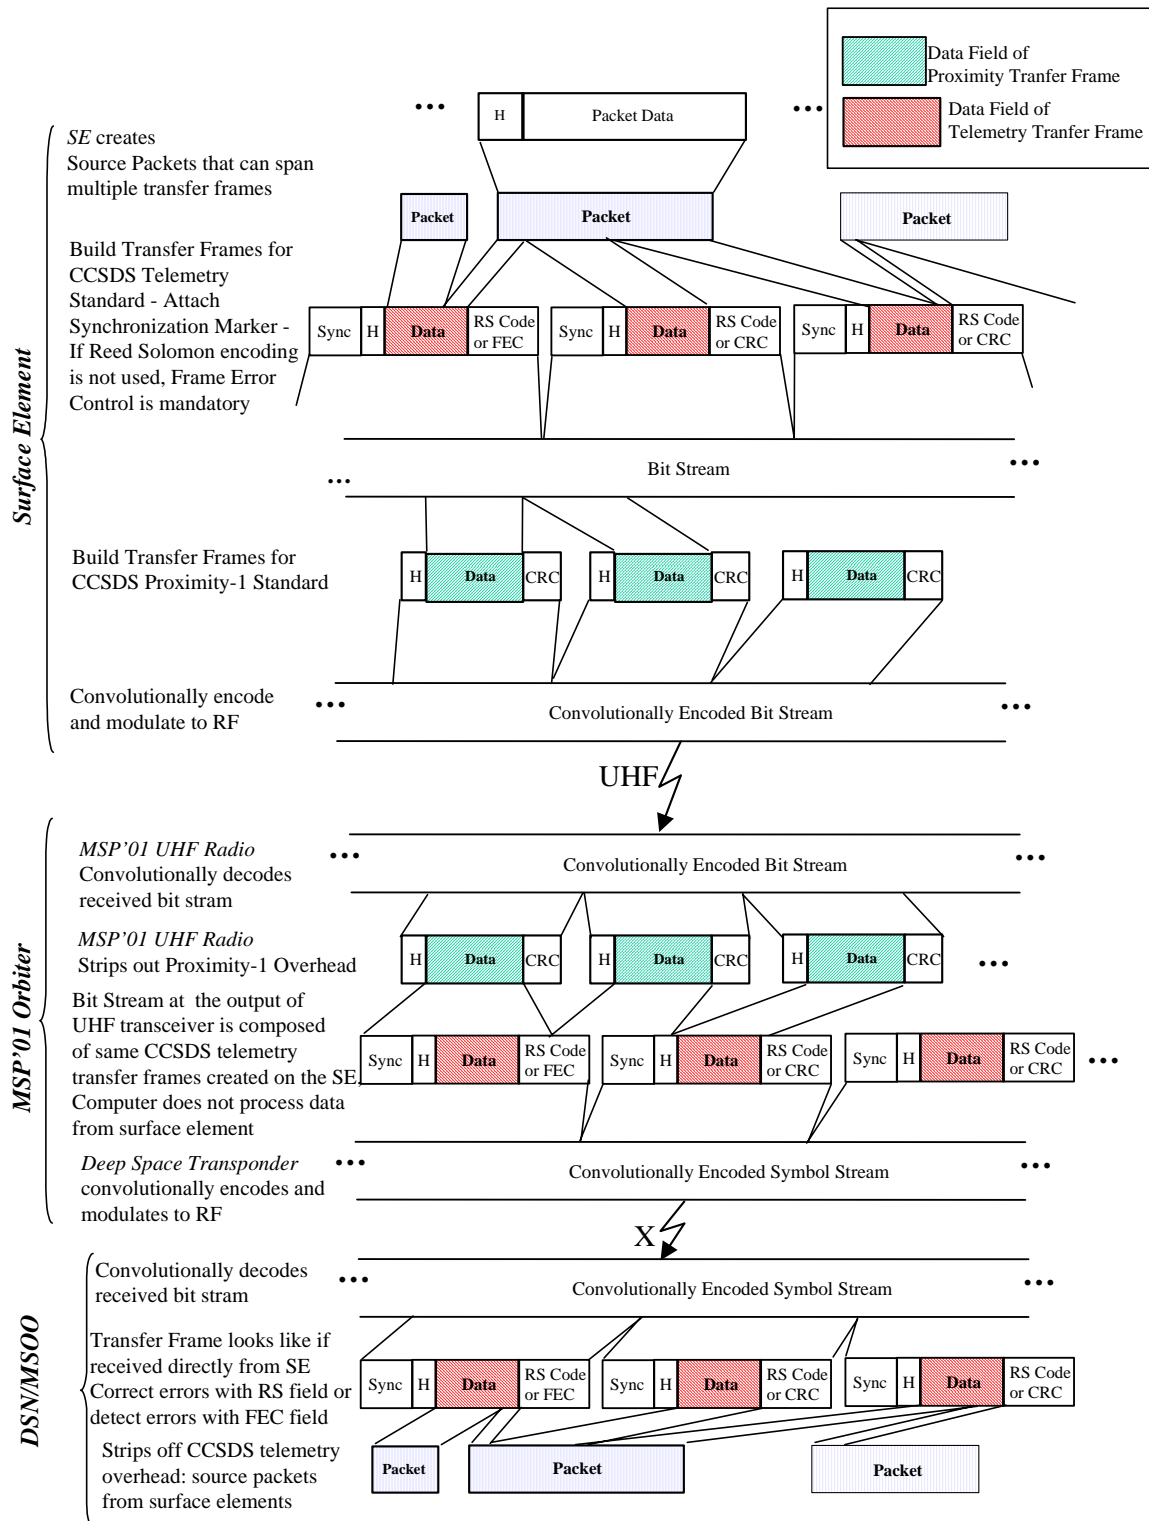 Data Field of
Proximity Tranfer Frame
Data Field of
Telemetry Tranfer Frame
...
H
Packet Data
...
SE creates
Source Packets that can span
multiple transfer frames
Packet
Packet
Packet
Build Transfer Frames for
CCSDS Telemetry
Standard - Attach
Synchronization Marker -
If Reed Solomon encoding
is not used, Frame Error
Control is mandatory
Sync
H
Data
RS Code
or FEC
Sync
H
Data
RS Code
or CRC
Sync
H
Data
RS Code
or CRC
Surface Element
Bit Stream
...
...
Build Transfer Frames for
CCSDS Proximity-1 Standard
H
Data
CRC
H
Data
CRC
H
Data
CRC
Convolutionally encode
and modulate to RF
...
Convolutionally Encoded Bit Stream
...
UHF
MSP'01 Orbiter
MSP'01 UHF Radio
Convolutionally decodes
received bit stram
...
Convolutionally Encoded Bit Stream
...
MSP'01 UHF Radio
Strips out Proximity-1 Overhead
H
Data
CRC
H
Data
CRC
H
Data
CRC
...
Bit Stream at the output of
UHF transceiver is composed
of same CCSDS telemetry
transfer frames created on the SE.
Computer does not process data
from surface element
Sync
H
Data
RS Code
or FEC
Sync
H
Data
RS Code
or CRC
Sync
H
Data
RS Code
or CRC
...
Deep Space Transponder
convolutionally encodes and
modulates to RF
...
Convolutionally Encoded Symbol Stream
...
X
DSN/MSOO
Convolutionally decodes
received bit stram
...
Convolutionally Encoded Symbol Stream
...
Transfer Frame looks like if
received directly from SE
Correct errors with RS field or
detect errors with FEC field
Sync
H
Data
RS Code
or FEC
Sync
H
Data
RS Code
or CRC
Sync
H
Data
RS Code
or CRC
Strips off CCSDS telemetry
overhead: source packets
from surface elements
Packet
Packet
Packet